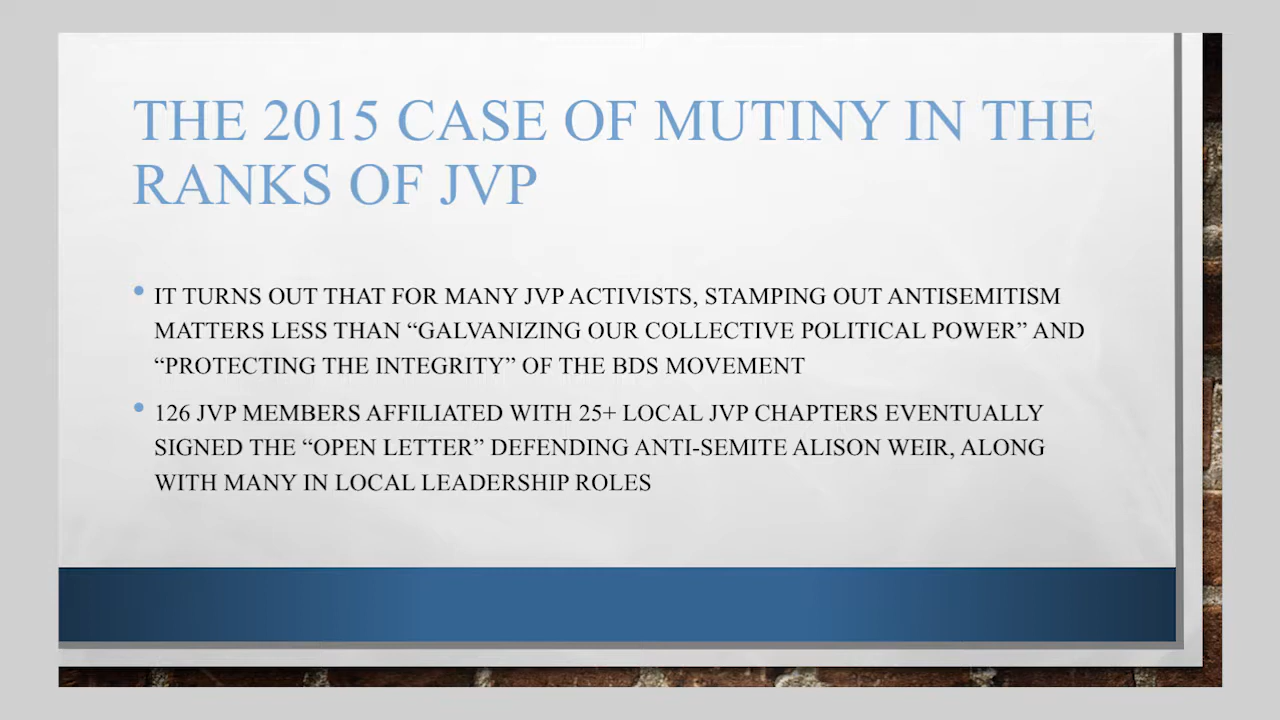 THE 2015 CASE OF MUTINY IN THE
RANKS OF JVP
• IT TURNS OUT THAT FOR MANY JVP ACTIVISTS, STAMPING OUT ANTISEMITISM
MATTERS LESS THAN “GALVANIZING OUR COLLECTIVE POLITICAL POWER” AND
“PROTECTING THE INTEGRITY” OF THE BDS MOVEMENT
• 126 JVP MEMBERS AFFILIATED WITH 25+ LOCAL JVP CHAPTERS EVENTUALLY
SIGNED THE “OPEN LETTER” DEFENDING ANTI-SEMITE ALISON WEIR, ALONG
WITH MANY IN LOCAL LEADERSHIP ROLES